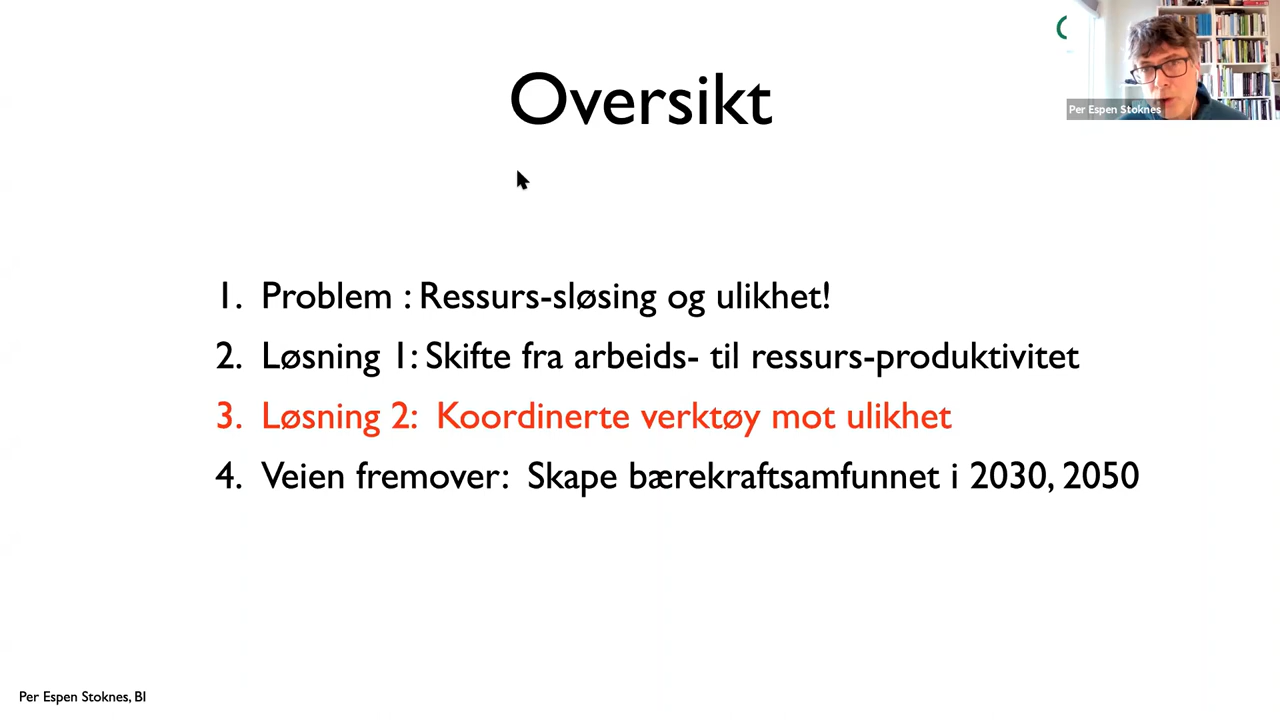 Oversikt
Per Espen Stoknes
1. Problem : Ressurs-sløsing og ulikhet!
2. Løsning 1: Skifte fra arbeids- til ressurs-produktivitet
3. Løsning 2: Koordinerte verktøy mot ulikhet
4. Veien fremover: Skape bærekraftsamfunnet i 2030, 2050
Per Espen Stoknes, BI